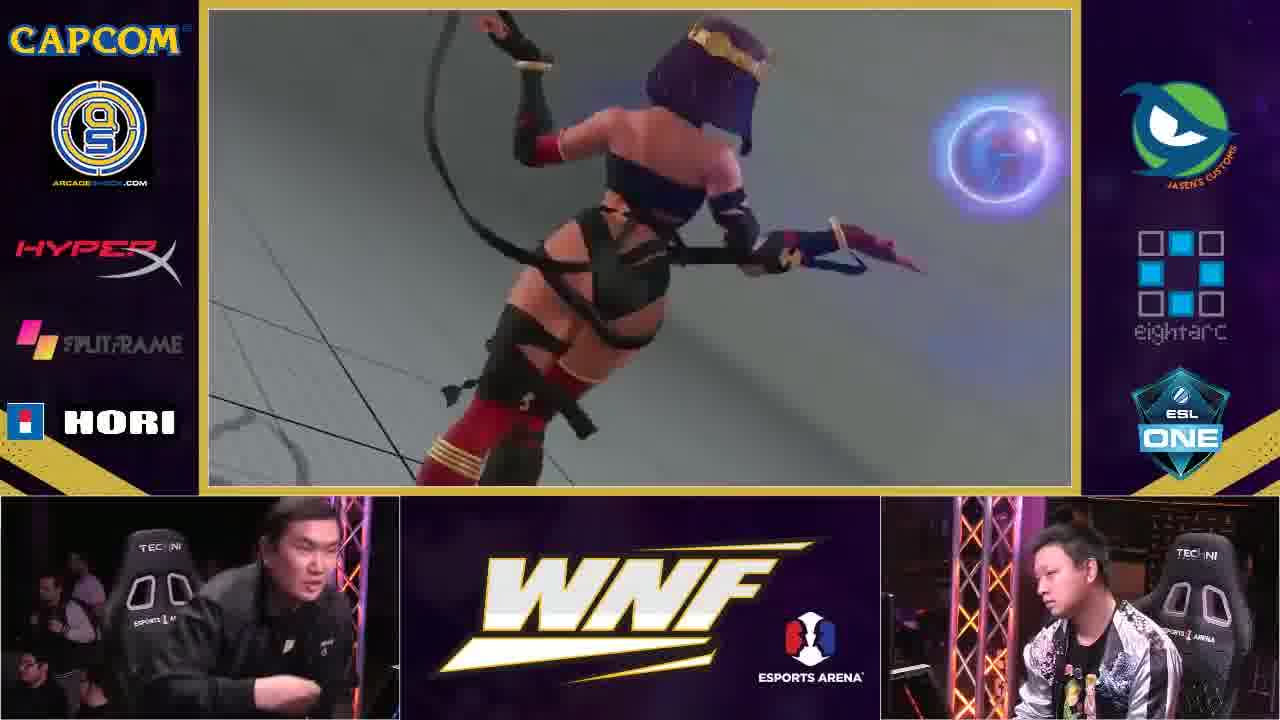 CAPCOM
as
ARCADESHOCK.COM
HYPERX
SPLITFRAME
HORI
JASEN'S CUSTOMS
eightarc
ESL
ONE
TECHNI
ESPORTS AR
WNF
ESPORTS ARENA
TECHNI
ESPORTS ARENA